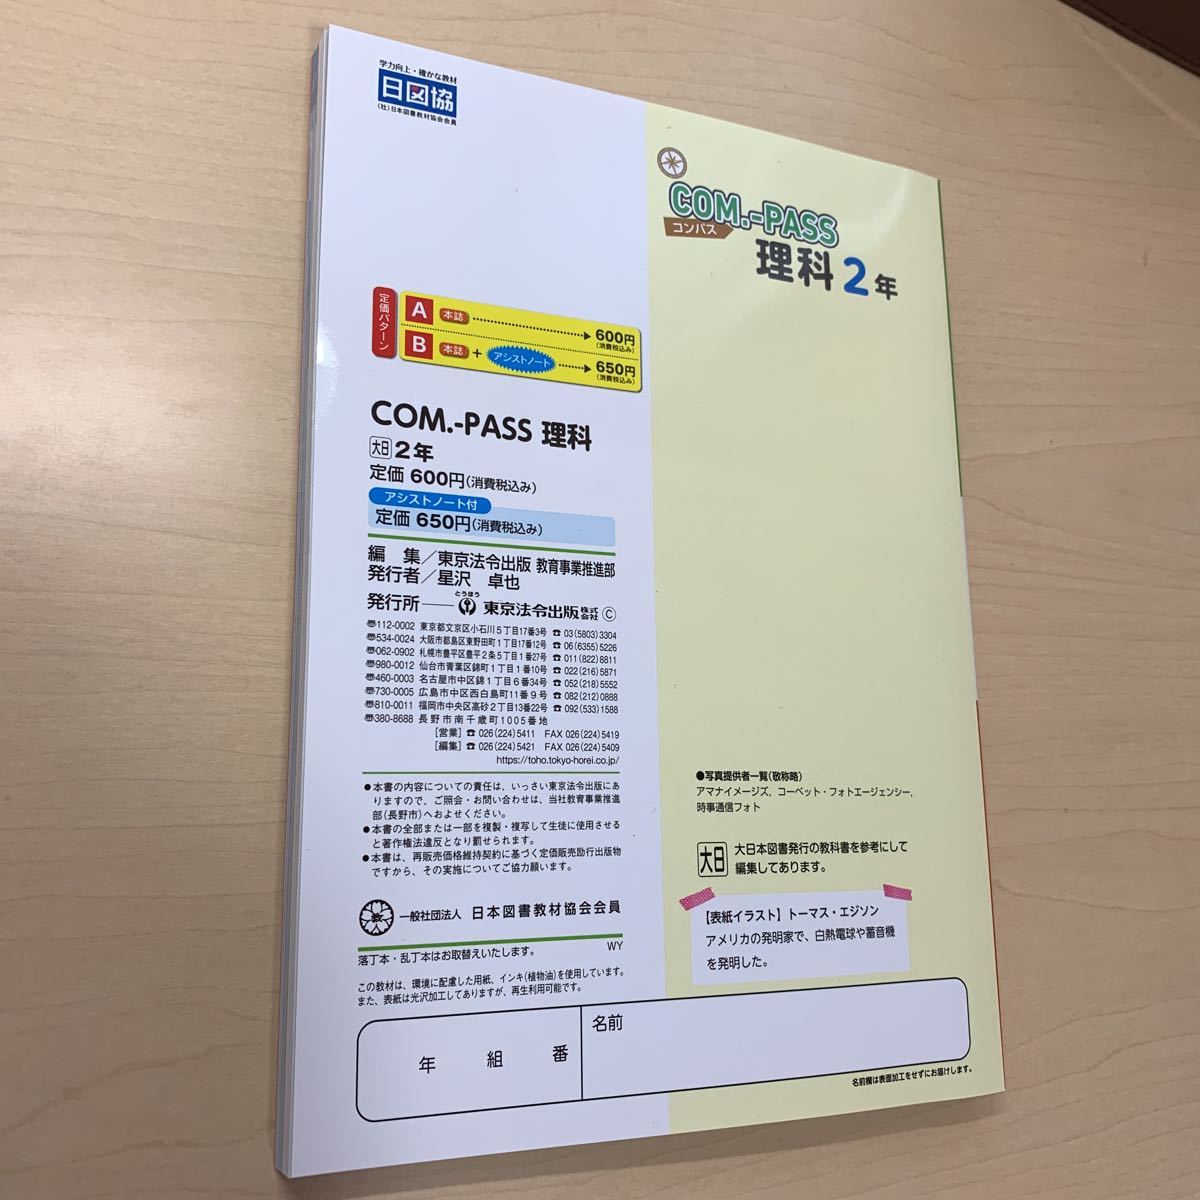 学力向上・確かな教材
日図協
(社)日本図書教材協会会員
定価パターン
A 本誌 600円
(消費税込み)
B 本誌 + アシストノート 650円
(消費税込み)
COM.-PASS 理科
大日 2年
定価 600円(消費税込み)
アシストノート付
定価 650円(消費税込み)
編 集/東京法令出版 教育事業推進部
発行者/星沢 卓也
とうほう
発行所── 東京法令出版 株式会社 Ⓒ
〠112-0002 東京都文京区小石川5丁目17番3号 ☎ 03(5803)3304
〠534-0024 大阪市都島区東野田町1丁目17番12号 ☎ 06(6355)5226
〠062-0902 札幌市豊平区豊平2条5丁目1番27号 ☎ 011(822)8811
〠980-0012 仙台市青葉区錦町1丁目1番10号 ☎ 022(216)5871
〠460-0003 名古屋市中区錦1丁目6番34号 ☎ 052(218)5552
〠730-0005 広島市中区西白島町11番9号 ☎ 082(212)0888
〠810-0011 福岡市中央区高砂2丁目13番22号 ☎ 092(533)1588
〠380-8688 長野市南千歳町1005番地
[営業] ☎ 026(224)5411 FAX 026(224)5419
[編集] ☎ 026(224)5421 FAX 026(224)5409
https://toho.tokyo-horei.co.jp/
●本書の内容についての責任は、いっさい東京法令出版にあ
りますので、ご照会・お問い合わせは、当社教育事業推進
部(長野市)へおよせください。
●本書の全部または一部を複製・複写して生徒に使用させる
と著作権法違反となり罰せられます。
●本書は、再販売価格維持契約に基づく定価販売励行出版物
ですから、その実施についてご協力願います。
教人 一般社団法人 日本図書教材協会会員
落丁本・乱丁本はお取替えいたします。 WY
この教材は、環境に配慮した用紙、インキ(植物油)を使用しています。
また、表紙は光沢加工してありますが、再生利用可能です。
COM.-PASS
コンパス
理科2年
●写真提供者一覧(敬称略)
アマナイメージズ, コーベット・フォトエージェンシー,
時事通信フォト
大日 大日本図書発行の教科書を参考にして
編集してあります。
【表紙イラスト】トーマス・エジソン
アメリカの発明家で、白熱電球や蓄音機
を発明した。
年 組 番
名前
名前欄は表面加工をせずにお届けします。